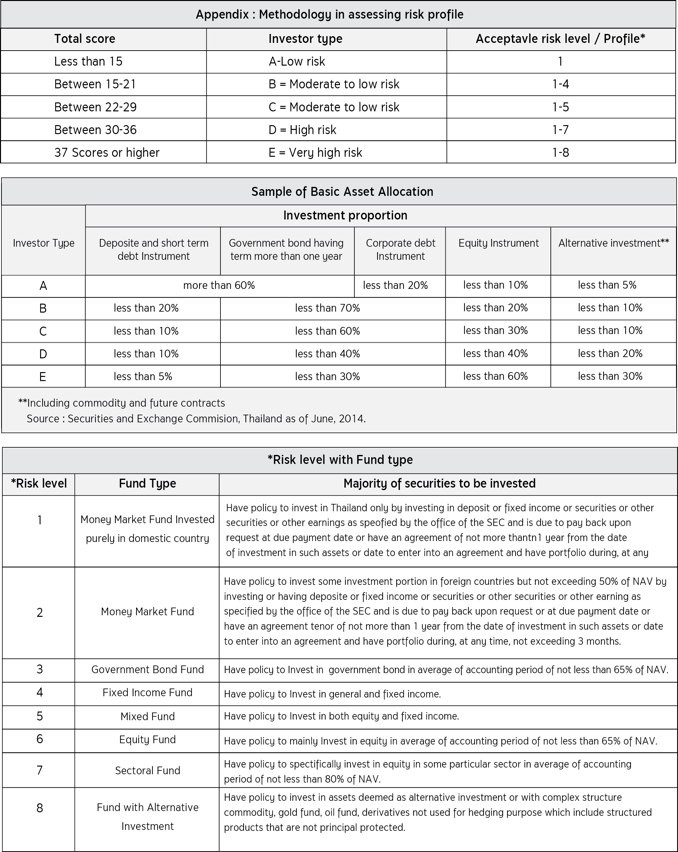 Appendix : Methodology in assessing risk profile
Total score Investor type Acceptavle risk level / Profile*
Less than 15 A-Low risk 1
Between 15-21 B = Moderate to low risk 1-4
Between 22-29 C = Moderate to low risk 1-5
Between 30-36 D = High risk 1-7
37 Scores or higher E = Very high risk 1-8
Sample of Basic Asset Allocation
Investment proportion
Investor Type
Deposite and short term debt Instrument
Government bond having term more than one year
Corporate debt Instrument
Equity Instrument
Alternative investment**
A more than 60% less than 20% less than 10% less than 5%
B less than 20% less than 70% less than 20% less than 10%
C less than 10% less than 60% less than 30% less than 10%
D less than 10% less than 40% less than 40% less than 20%
E less than 5% less than 30% less than 60% less than 30%
**Including commodity and future contracts
Source : Securities and Exchange Commision, Thailand as of June, 2014.
*Risk level with Fund type
*Risk level Fund Type Majority of securities to be invested
1
Money Market Fund Invested
purely in domestic country
Have policy to invest in Thailand only by investing in deposit or fixed income or securities or other
securities or other earnings as spefied by the office of the SEC and is due to pay back upon
request at due payment date or have an agreement of not more thantn1 year from the date
of investment in such assets or date to enter into an agreement and have portfolio during, at any
2
Money Market Fund
Have policy to invest some investment portion in foreign countries but not exceeding 50% of NAV by
investing or having deposite or fixed income or securities or other securities or other earning as
specified by the office of the SEC and is due to pay back upon request or at due payment date or
have an agreement tenor of not more than 1 year from the date of investment in such assets or date
to enter into an agreement and have portfolio during, at any time, not exceeding 3 months.
3 Government Bond Fund Have policy to Invest in government bond in average of accounting period of not less than 65% of NAV.
4 Fixed Income Fund Have policy to Invest in general and fixed income.
5 Mixed Fund Have policy to Invest in both equity and fixed income.
6 Equity Fund Have policy to mainly Invest in equity in average of accounting period of not less than 65% of NAV.
7 Sectoral Fund
Have policy to spectifically invest in equity in some particular sector in average of accounting
period of not less than 80% of NAV.
8
Fund with Alternative
Investment
Have policy to invest in assets deemed as alternative investment or with complex structure
commodity, gold fund, oil fund, derivatives not used for hedging purpose which include structured
products that are not principal protected.